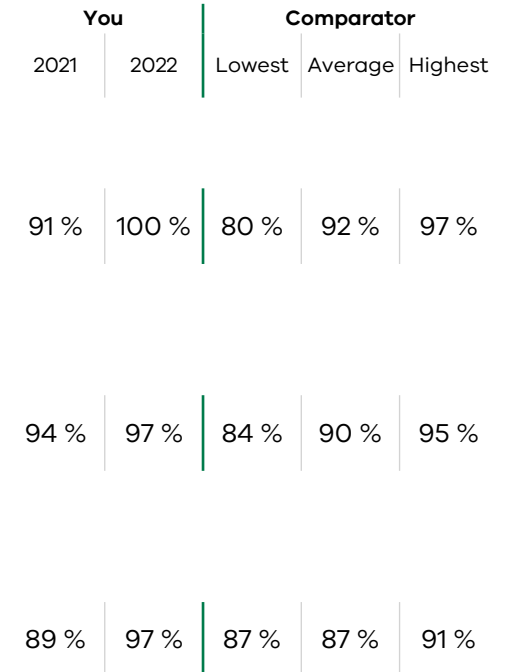 You Comparator
2021 2022 Lowest Average Highest
91 % 100 % 80 % 92 % 97 %
94 % 97 % 84 % 90 % 95 %
89 % 97 % 87 % 87 % 91 %